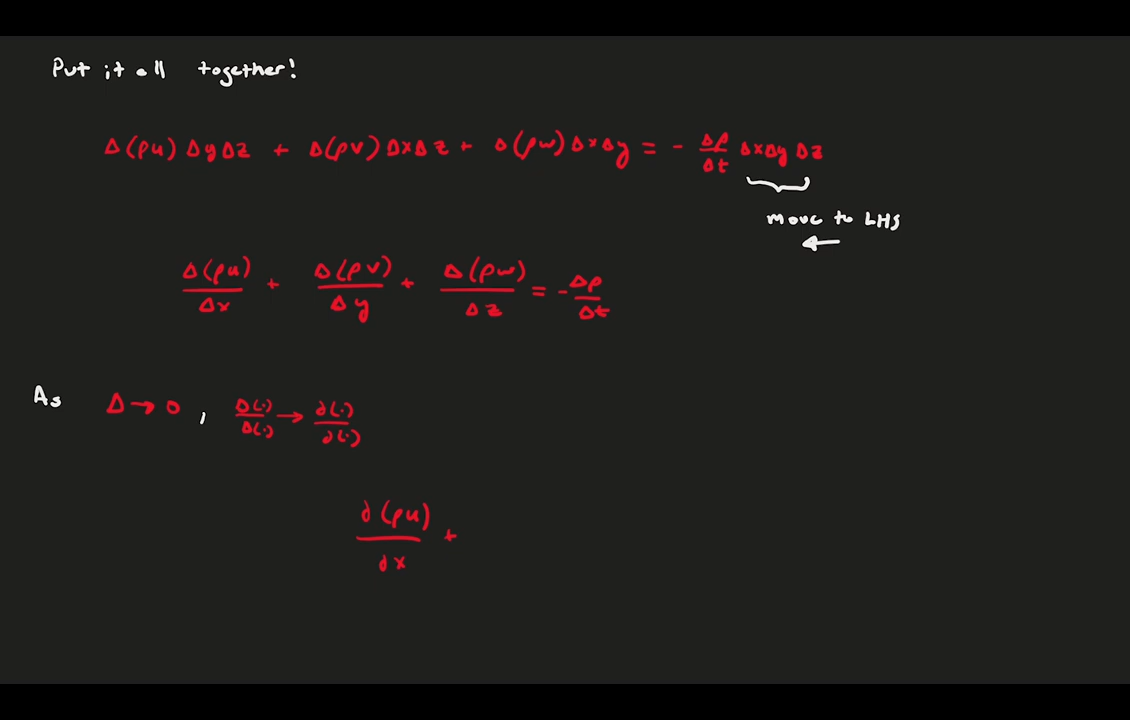 Put it all together!
Δ(ρu) ΔyΔz + Δ(ρv) ΔxΔz + Δ(ρw) ΔxΔy = - Δρ/Δt ΔxΔyΔz
move to LHS
←
Δ(ρu)/Δx + Δ(ρv)/Δy + Δ(ρw)/Δz = - Δρ/Δt
As Δ → 0 , Δ(·)/Δ(·) → ∂(·)/∂(·)
∂(ρu)/∂x +